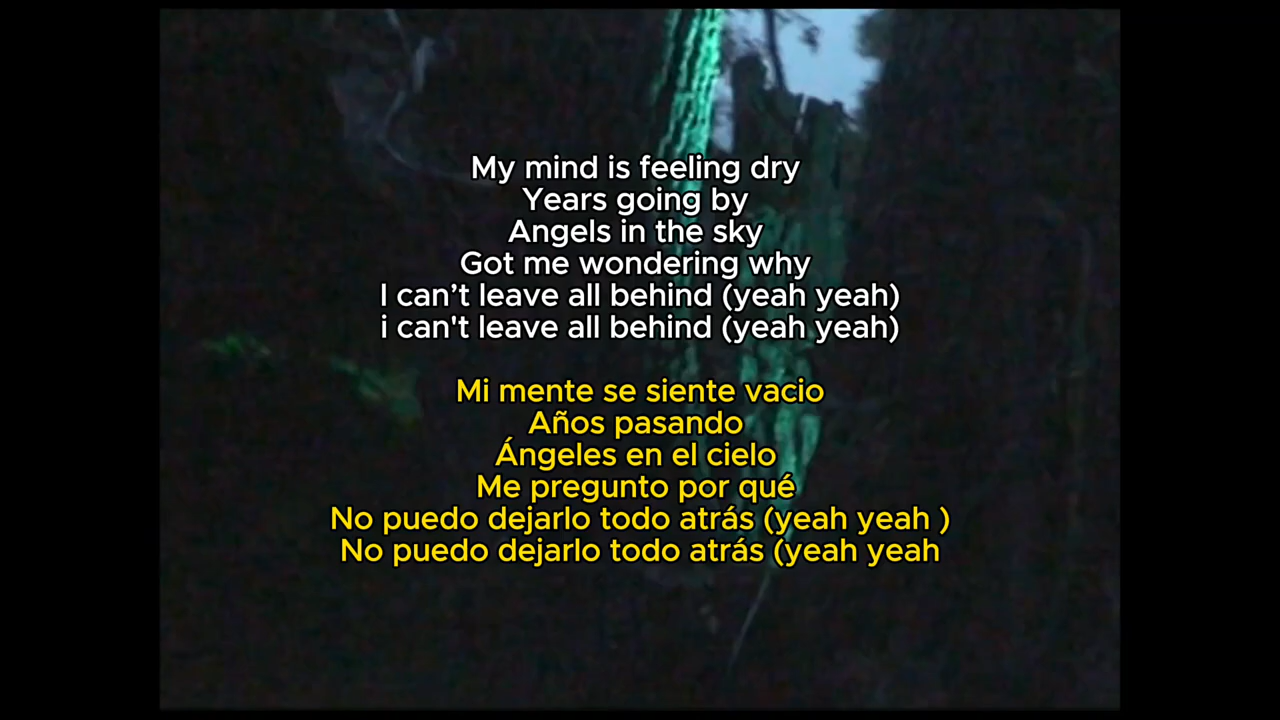 My mind is feeling dry
Years going by
Angels in the sky
Got me wondering why
I can’t leave all behind (yeah yeah)
i can't leave all behind (yeah yeah)
Mi mente se siente vacio
Años pasando
Ángeles en el cielo
Me pregunto por qué
No puedo dejarlo todo atrás (yeah yeah )
No puedo dejarlo todo atrás (yeah yeah